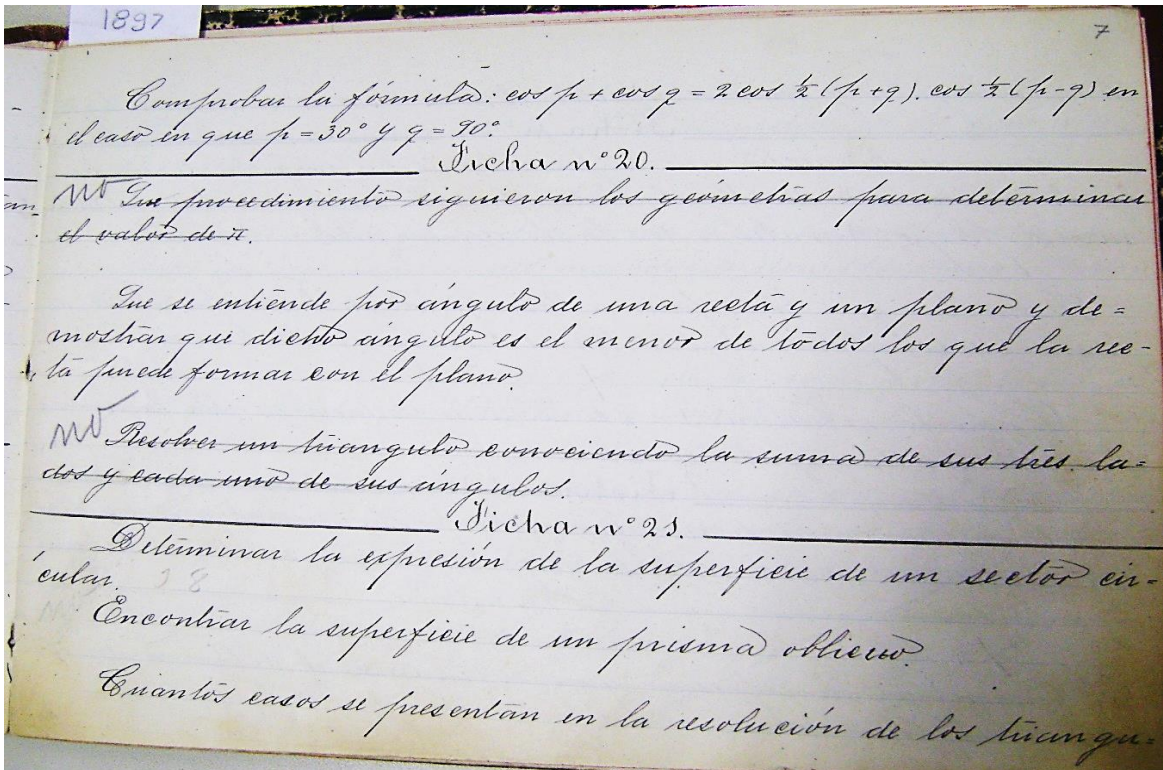 1897
7
Comprobar la fórmula: cos p + cos q = 2 cos ½ (p+q). cos ½ (p-q) en
el caso en que p = 30° y q = 90°.
Ficha n° 20.
no Que procedimiento siguieron los geómetras para determinar
el valor de π.
Que se entiende por ángulo de una recta y un plano y de=
mostrar que dicho ángulo es el menor de todos los que la rec-
ta puede formar con el plano.
no Resolver un triangulo conociendo la suma de sus tres la=
dos y cada uno de sus ángulos.
Ficha n° 21.
Determinar la expresión de la superficie de un sector cir=
cular.
Encontrar la superficie de un prisma oblicuo.
Cuantos casos se presentan en la resolución de los triangu=